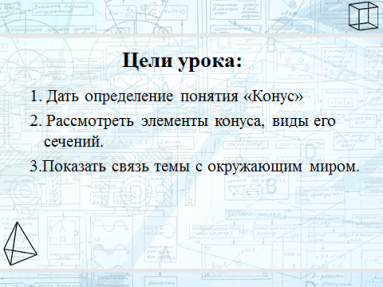 Цели урока:
1. Дать определение понятия «Конус»
2. Рассмотреть элементы конуса, виды его
сечений.
3.Показать связь темы с окружающим миром.